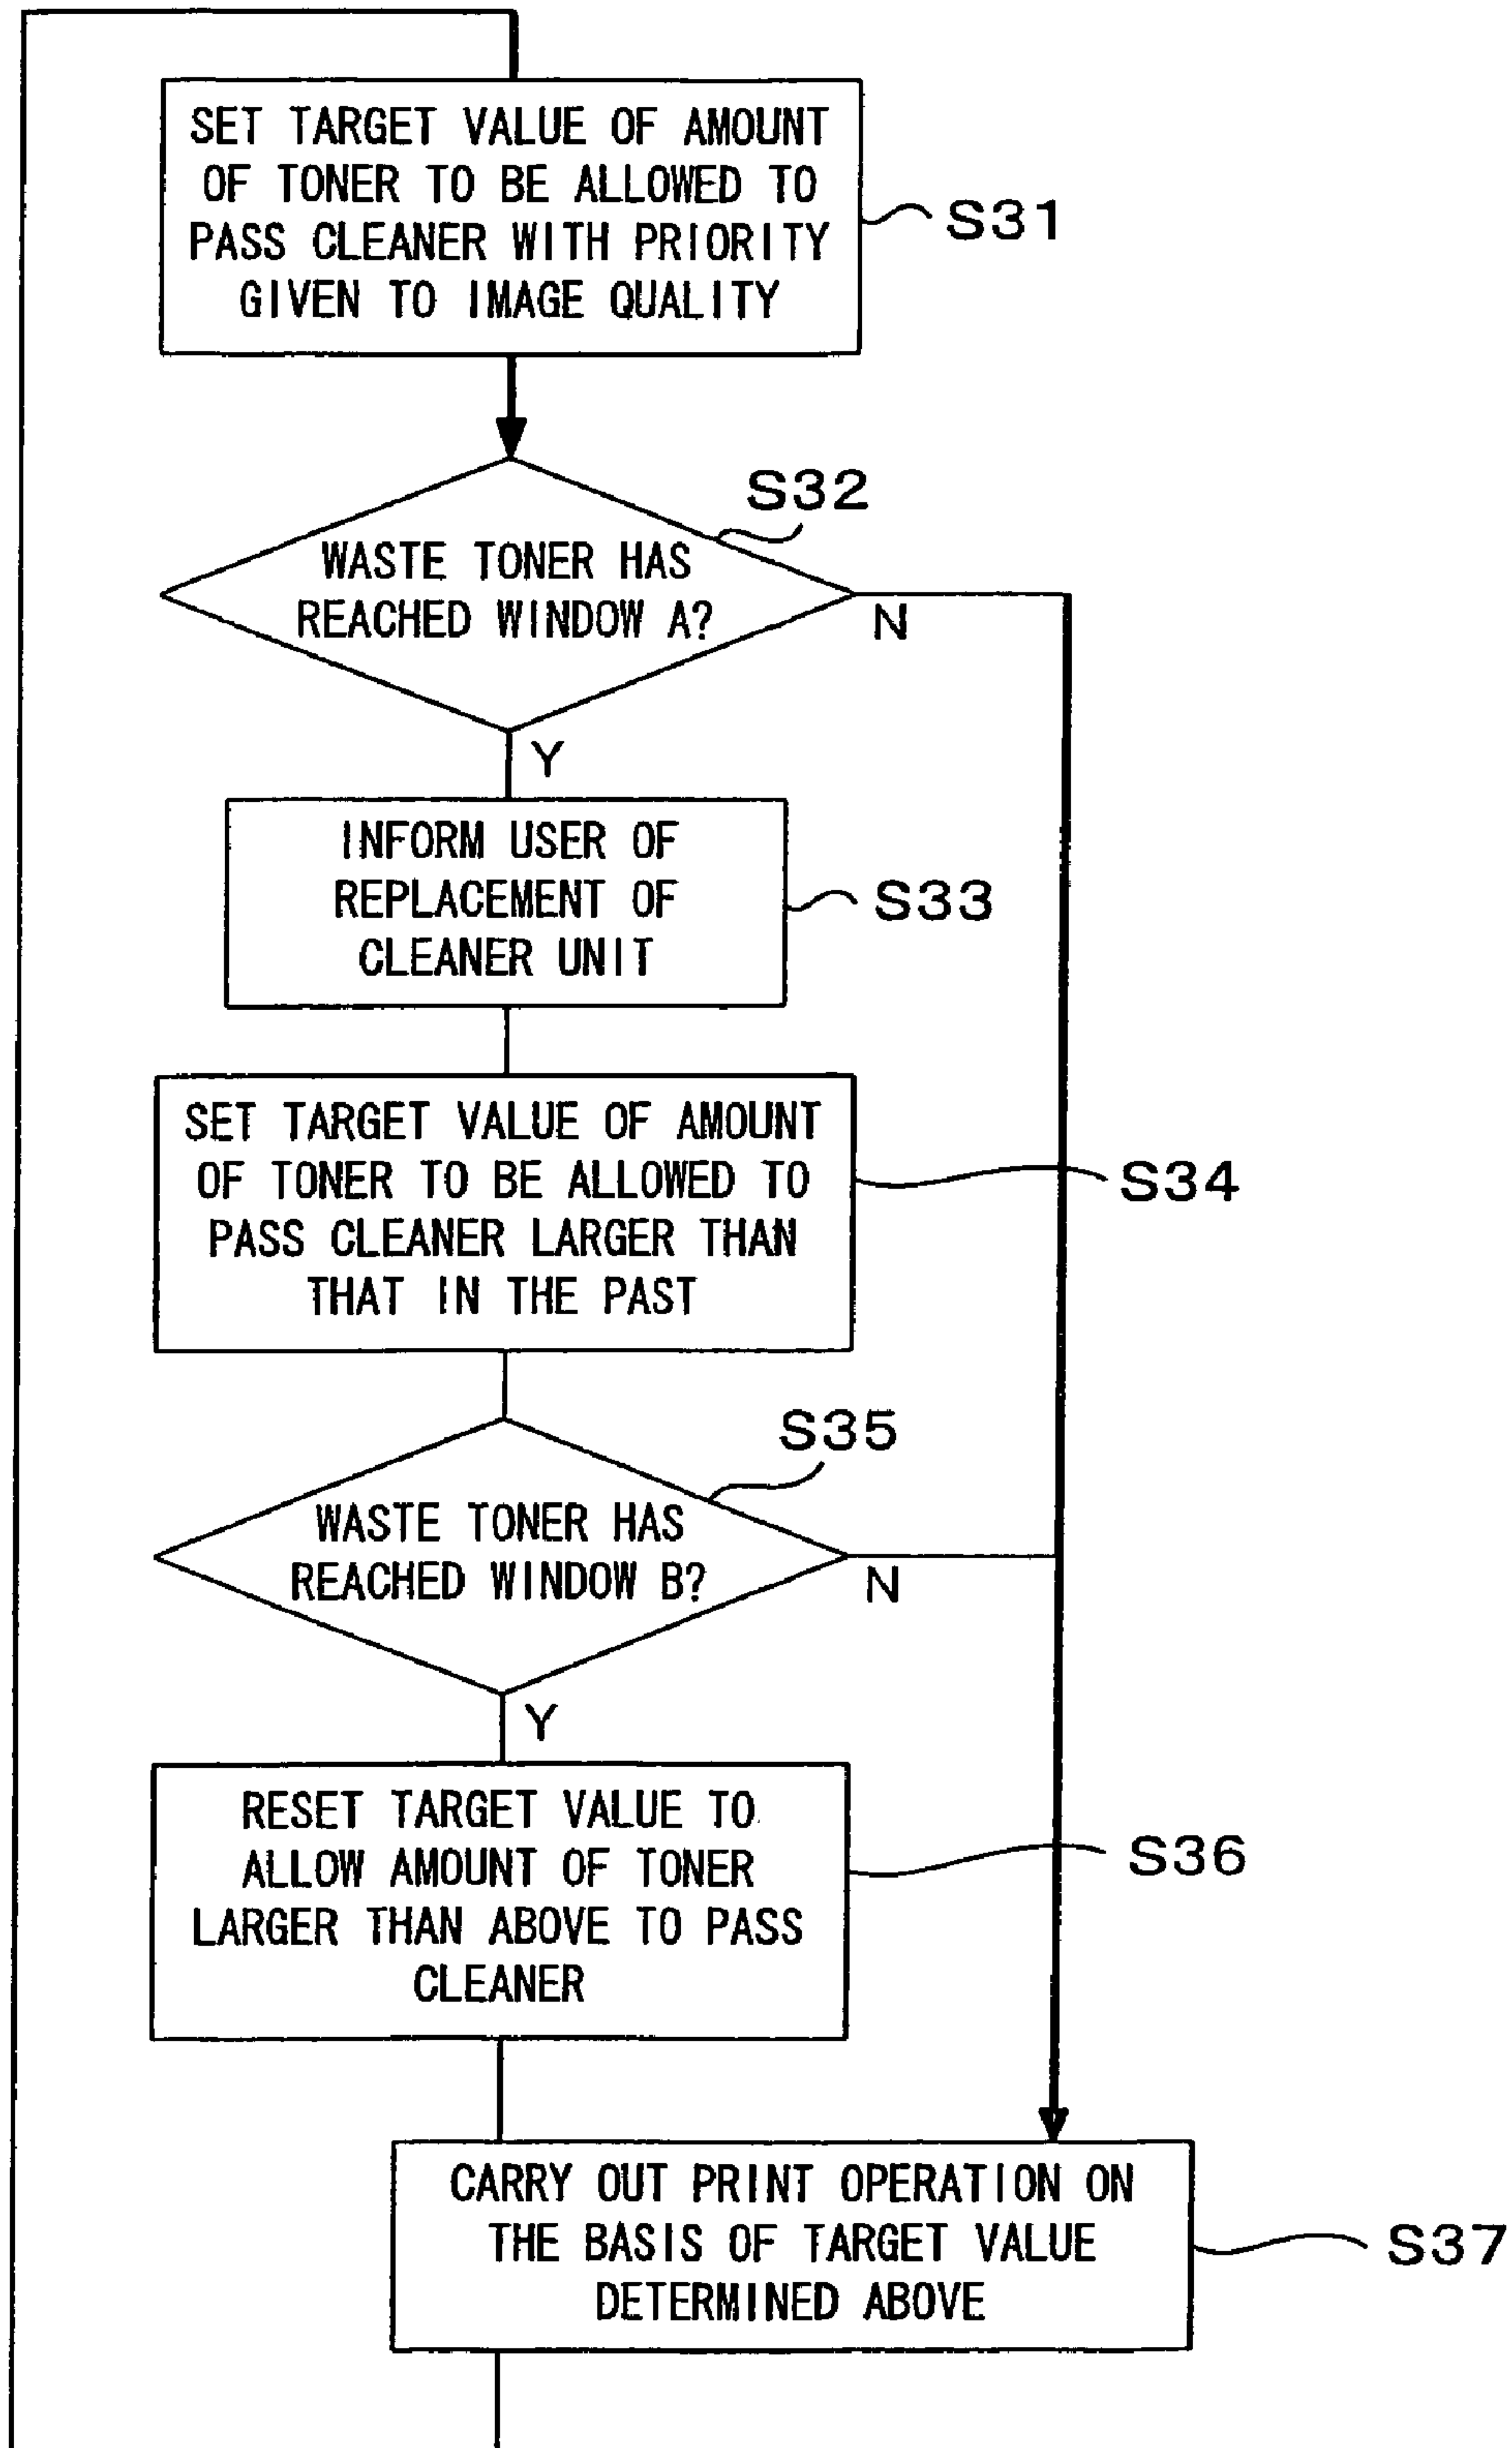 SET TARGET VALUE OF AMOUNT
OF TONER TO BE ALLOWED TO
PASS CLEANER WITH PRIORITY
GIVEN TO IMAGE QUALITY
S31
S32
WASTE TONER HAS
REACHED WINDOW A?
N
Y
INFORM USER OF
REPLACEMENT OF
CLEANER UNIT
S33
SET TARGET VALUE OF AMOUNT
OF TONER TO BE ALLOWED TO
PASS CLEANER LARGER THAN
THAT IN THE PAST
S34
S35
WASTE TONER HAS
REACHED WINDOW B?
N
Y
RESET TARGET VALUE TO
ALLOW AMOUNT OF TONER
LARGER THAN ABOVE TO PASS
CLEANER
S36
CARRY OUT PRINT OPERATION ON
THE BASIS OF TARGET VALUE
DETERMINED ABOVE
S37